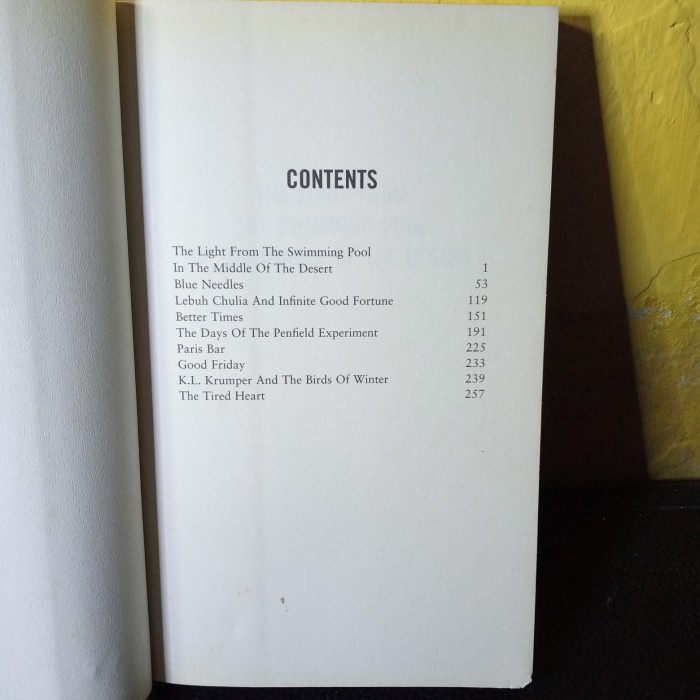 CONTENTS
The Light From The Swimming Pool
In The Middle Of The Desert 1
Blue Needles 53
Lebuh Chulia And Infinite Good Fortune 119
Better Times 151
The Days Of The Penfield Experiment 191
Paris Bar 225
Good Friday 233
K.L. Krumper And The Birds Of Winter 239
The Tired Heart 257